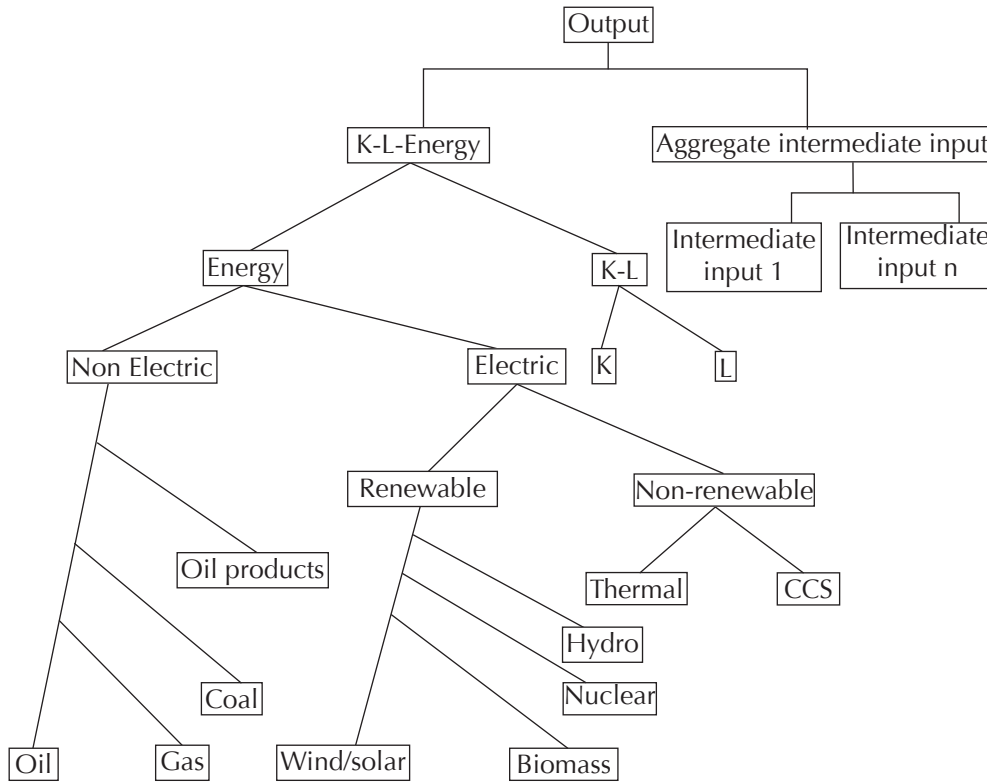 Output
K-L-Energy
Aggregate intermediate input
Intermediate
input 1
Intermediate
input n
Energy
K-L
Non Electric
Electric
K
L
Renewable
Non-renewable
Oil products
Thermal
CCS
Hydro
Coal
Nuclear
Oil
Gas
Wind/solar
Biomass